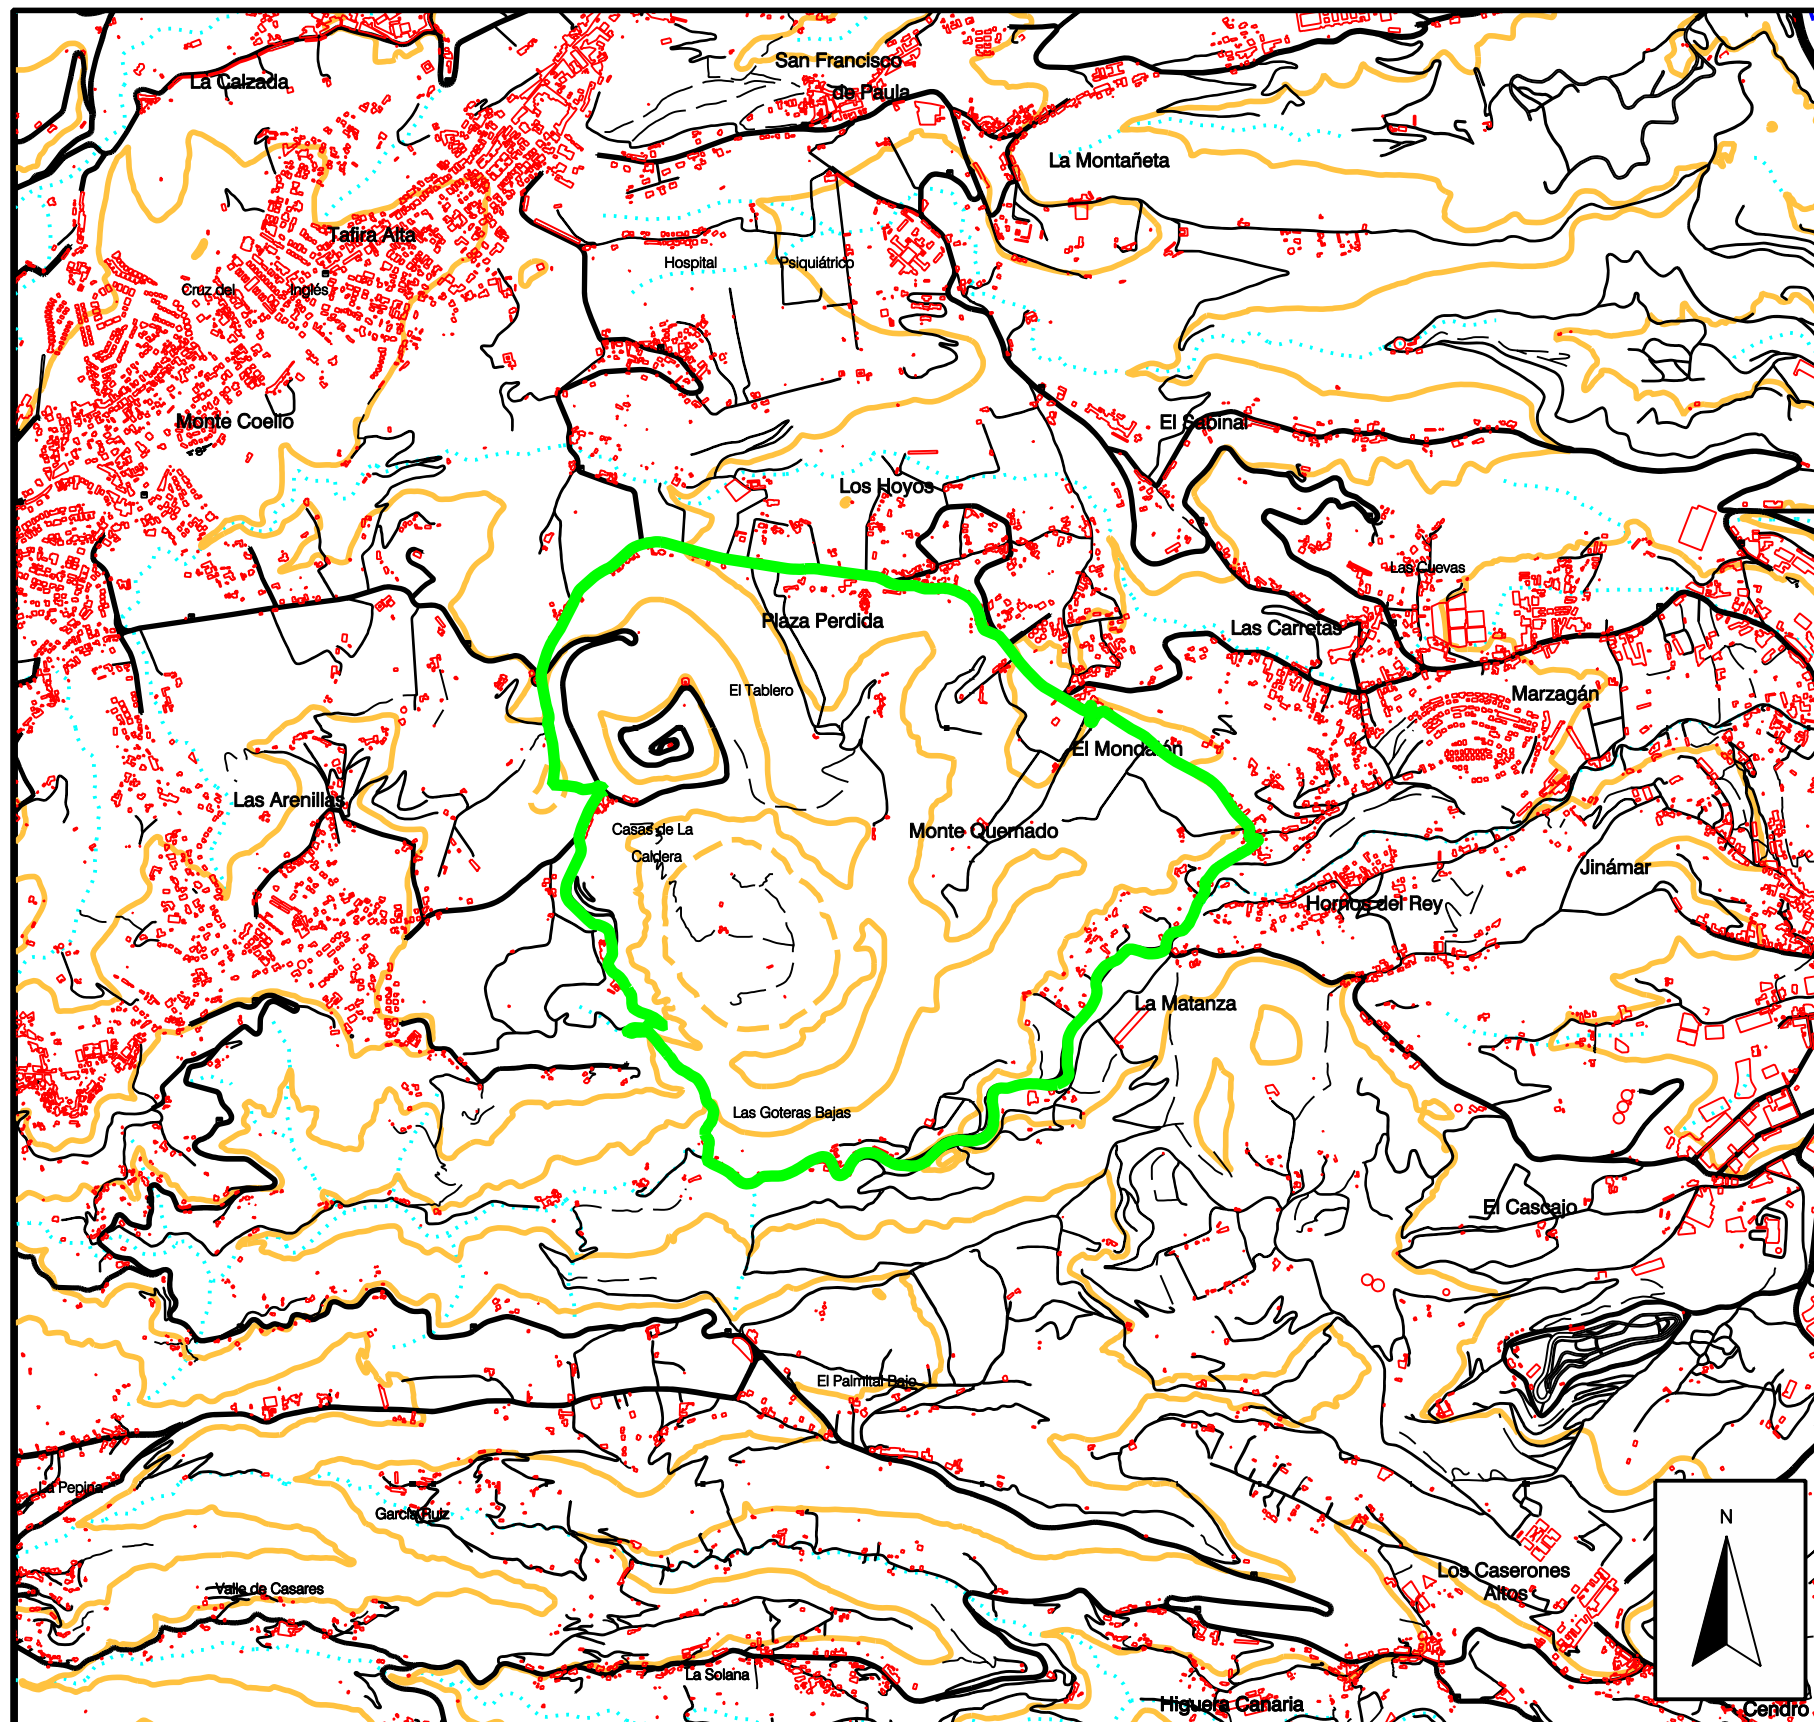 San Francisco
de Paula
La Calzada
La Montañeta
Tafira Alta
Hospital Psiquiátrico
Cruz del Inglés
Monte Coello
El Sabinal
Los Hoyos
Las Cuevas
Plaza Perdida
Las Carretas
El Tablero
Marzagán
El Mondalón
Las Arenillas
Casas de La
Caldera
Monte Quemado
Jinámar
Hornos del Rey
La Matanza
Las Goteras Bajas
El Cascajo
El Palmital Bajo
La Pepina
García Ruiz
N
Los Caserones
Altos
Valle de Casares
La Solana
Higuera Canaria
Cendro